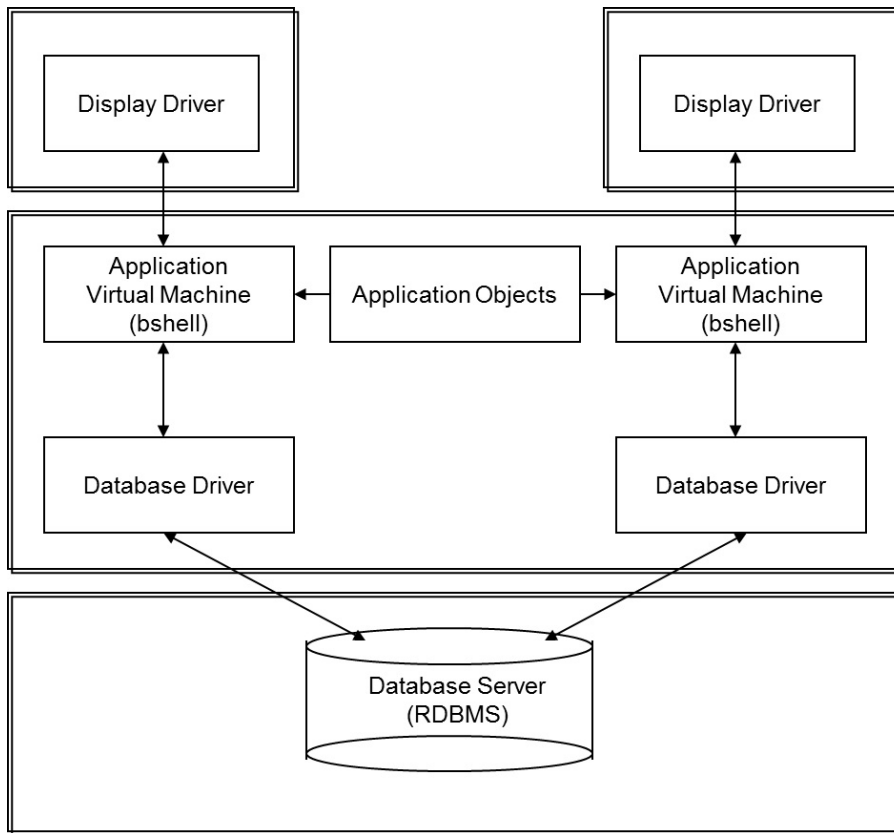 Display Driver
Display Driver
Application
Virtual Machine
(bshell)
Application Objects
Application
Virtual Machine
(bshell)
Database Driver
Database Driver
Database Server
(RDBMS)